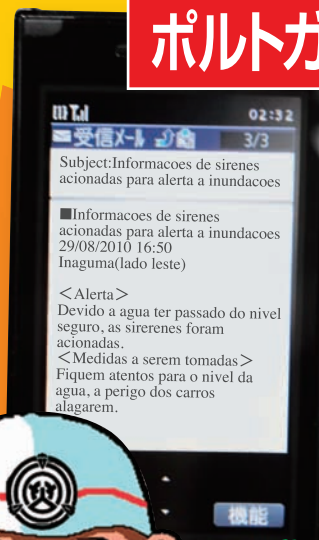 ポルトガ
02:32
受信メール
3/3
Subject:Informacoes de sirenes
acionadas para alerta a inundacoes
■Informacoes de sirenes
acionadas para alerta a inundacoes
29/08/2010 16:50
Inaguma(lado leste)
＜Alerta＞
Devido a agua ter passado do nivel
seguro, as sirerenes foram
acionadas.
＜Medidas a serem tomadas＞
Fiquem atentos para o nivel da
agua, a perigo dos carros
alagarem.
機能